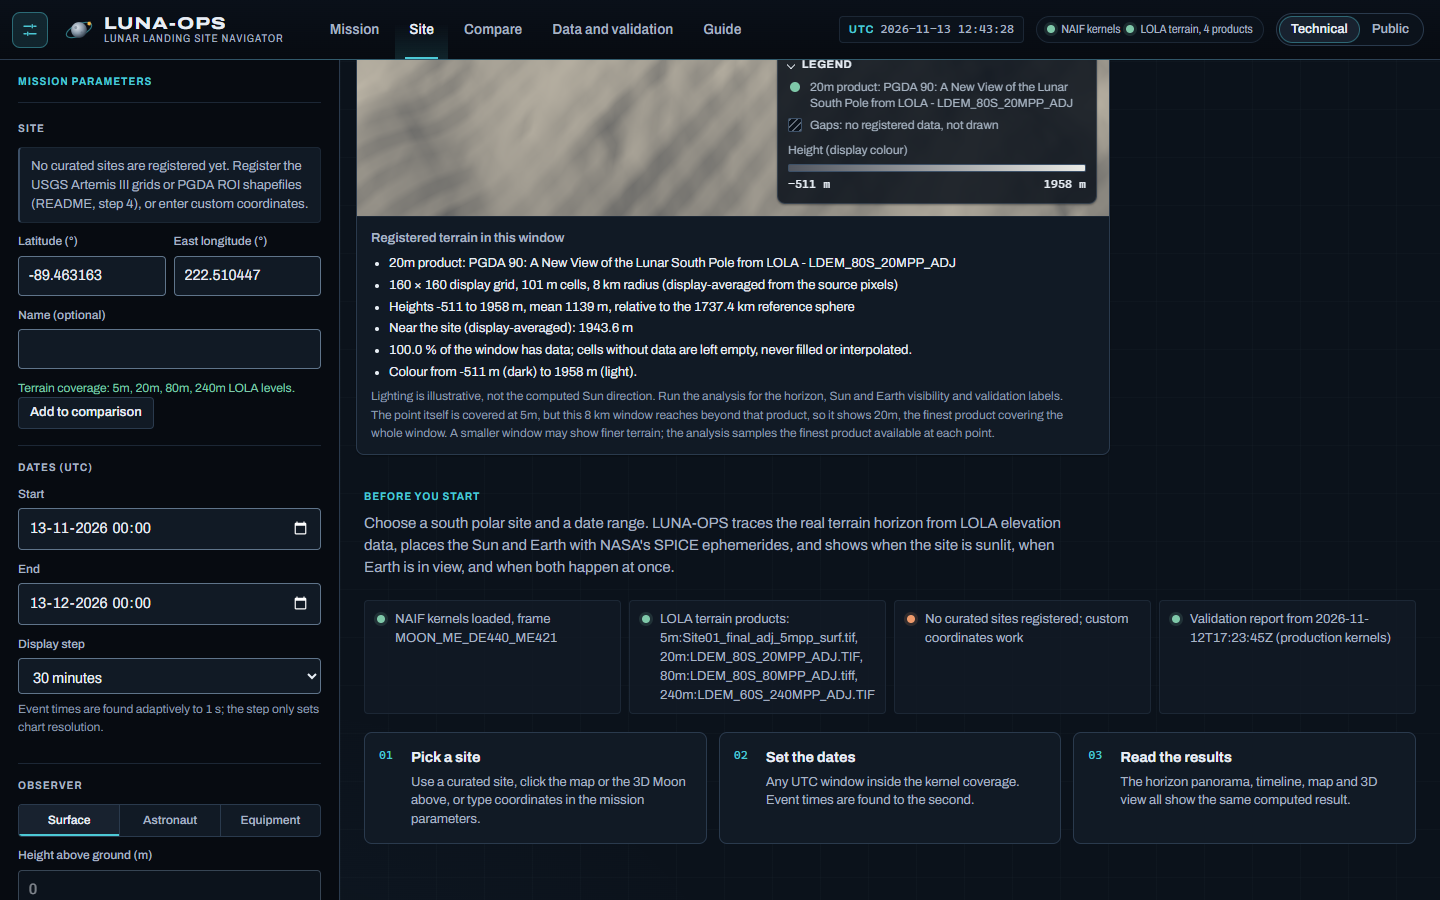 LUNA-OPS
LUNAR LANDING SITE NAVIGATOR
Mission
Site
Compare
Data and validation
Guide
UTC 2026-11-13 12:43:28
NAIF kernels
LOLA terrain, 4 products
Technical
Public
MISSION PARAMETERS
SITE
No curated sites are registered yet. Register the
USGS Artemis III grids or PGDA ROI shapefiles
(README, step 4), or enter custom coordinates.
Latitude (°)
East longitude (°)
-89.463163
222.510447
Name (optional)
Terrain coverage: 5m, 20m, 80m, 240m LOLA levels.
Add to comparison
DATES (UTC)
Start
13-11-2026 00:00
End
13-12-2026 00:00
Display step
30 minutes
Event times are found adaptively to 1 s; the step only sets
chart resolution.
OBSERVER
Surface
Astronaut
Equipment
Height above ground (m)
0
LEGEND
20m product: PGDA 90: A New View of the Lunar
South Pole from LOLA - LDEM_80S_20MPP_ADJ
Gaps: no registered data, not drawn
Height (display colour)
−511 m
1958 m
Registered terrain in this window
• 20m product: PGDA 90: A New View of the Lunar South Pole from LOLA - LDEM_80S_20MPP_ADJ
• 160 × 160 display grid, 101 m cells, 8 km radius (display-averaged from the source pixels)
• Heights -511 to 1958 m, mean 1139 m, relative to the 1737.4 km reference sphere
• Near the site (display-averaged): 1943.6 m
• 100.0 % of the window has data; cells without data are left empty, never filled or interpolated.
• Colour from -511 m (dark) to 1958 m (light).
Lighting is illustrative, not the computed Sun direction. Run the analysis for the horizon, Sun and Earth visibility and validation labels.
The point itself is covered at 5m, but this 8 km window reaches beyond that product, so it shows 20m, the finest product covering the
whole window. A smaller window may show finer terrain; the analysis samples the finest product available at each point.
BEFORE YOU START
Choose a south polar site and a date range. LUNA-OPS traces the real terrain horizon from LOLA elevation
data, places the Sun and Earth with NASA's SPICE ephemerides, and shows when the site is sunlit, when
Earth is in view, and when both happen at once.
NAIF kernels loaded, frame
MOON_ME_DE440_ME421
LOLA terrain products:
5m:Site01_final_adj_5mpp_surf.tif,
20m:LDEM_80S_20MPP_ADJ.TIF,
80m:LDEM_80S_80MPP_ADJ.tiff,
240m:LDEM_60S_240MPP_ADJ.TIF
No curated sites registered; custom
coordinates work
Validation report from 2026-11-
12T17:23:45Z (production kernels)
01
Pick a site
Use a curated site, click the map or the 3D Moon
above, or type coordinates in the mission
parameters.
02
Set the dates
Any UTC window inside the kernel coverage.
Event times are found to the second.
03
Read the results
The horizon panorama, timeline, map and 3D
view all show the same computed result.